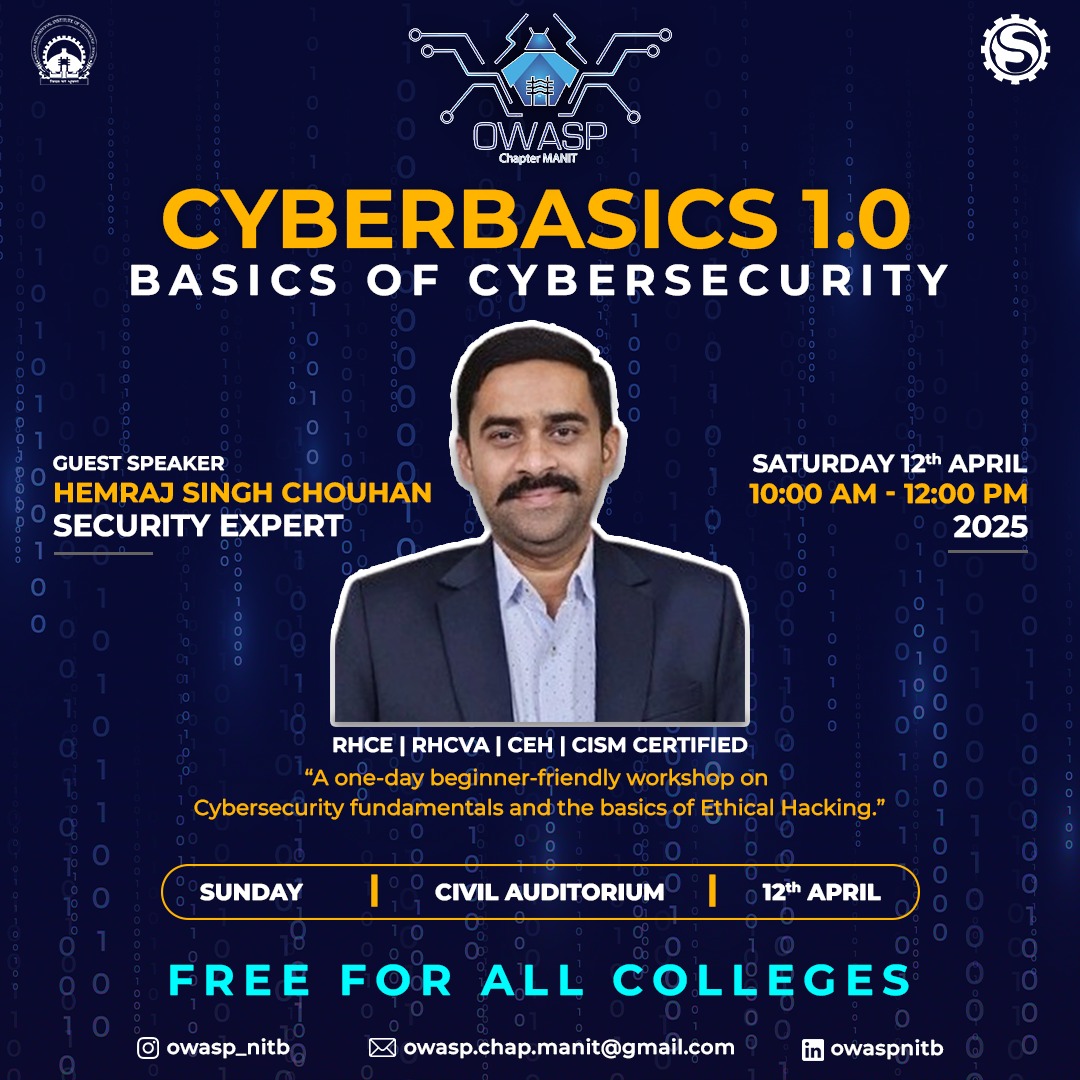 OWASP
Chapter MANIT
CYBERBASICS 1.0
BASICS OF CYBERSECURITY
GUEST SPEAKER
HEMRAJ SINGH CHOUHAN
SECURITY EXPERT
SATURDAY 12th APRIL
10:00 AM - 12:00 PM
2025
RHCE | RHCVA | CEH | CISM CERTIFIED
“A one-day beginner-friendly workshop on
Cybersecurity fundamentals and the basics of Ethical Hacking.”
SUNDAY | CIVIL AUDITORIUM | 12th APRIL
FREE FOR ALL COLLEGES
owasp_nitb owasp.chap.manit@gmail.com owaspnitb